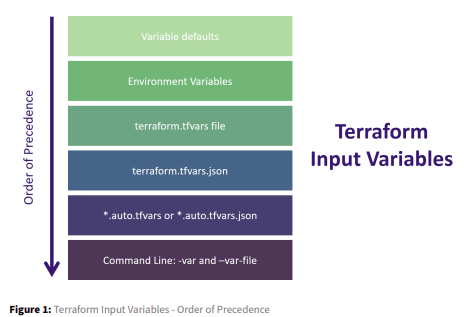 Order of Precedence
Variable defaults
Environment Variables
terraform.tfvars file
terraform.tfvars.json
*.auto.tfvars or *.auto.tfvars.json
Command Line: -var and –var-file
Terraform
Input Variables
Figure 1: Terraform Input Variables - Order of Precedence